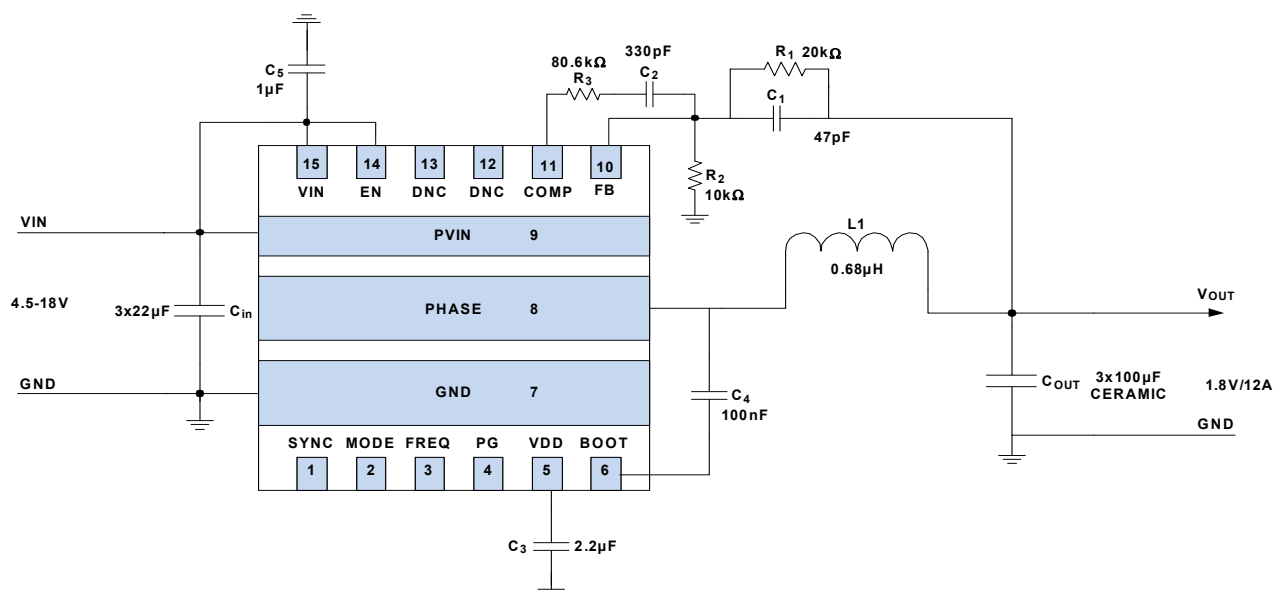 C5
1µF
80.6kΩ
R3
330pF
C2
R1 20kΩ
C1
47pF
R2
10kΩ
15
14
13
12
11
10
VIN
EN
DNC
DNC
COMP
FB
VIN
PVIN 9
L1
0.68µH
4.5-18V
3x22µF
Cin
PHASE 8
VOUT
GND
GND 7
C4
100nF
COUT
3x100µF
CERAMIC
1.8V/12A
GND
SYNC
MODE
FREQ
PG
VDD
BOOT
1
2
3
4
5
6
C3
2.2µF